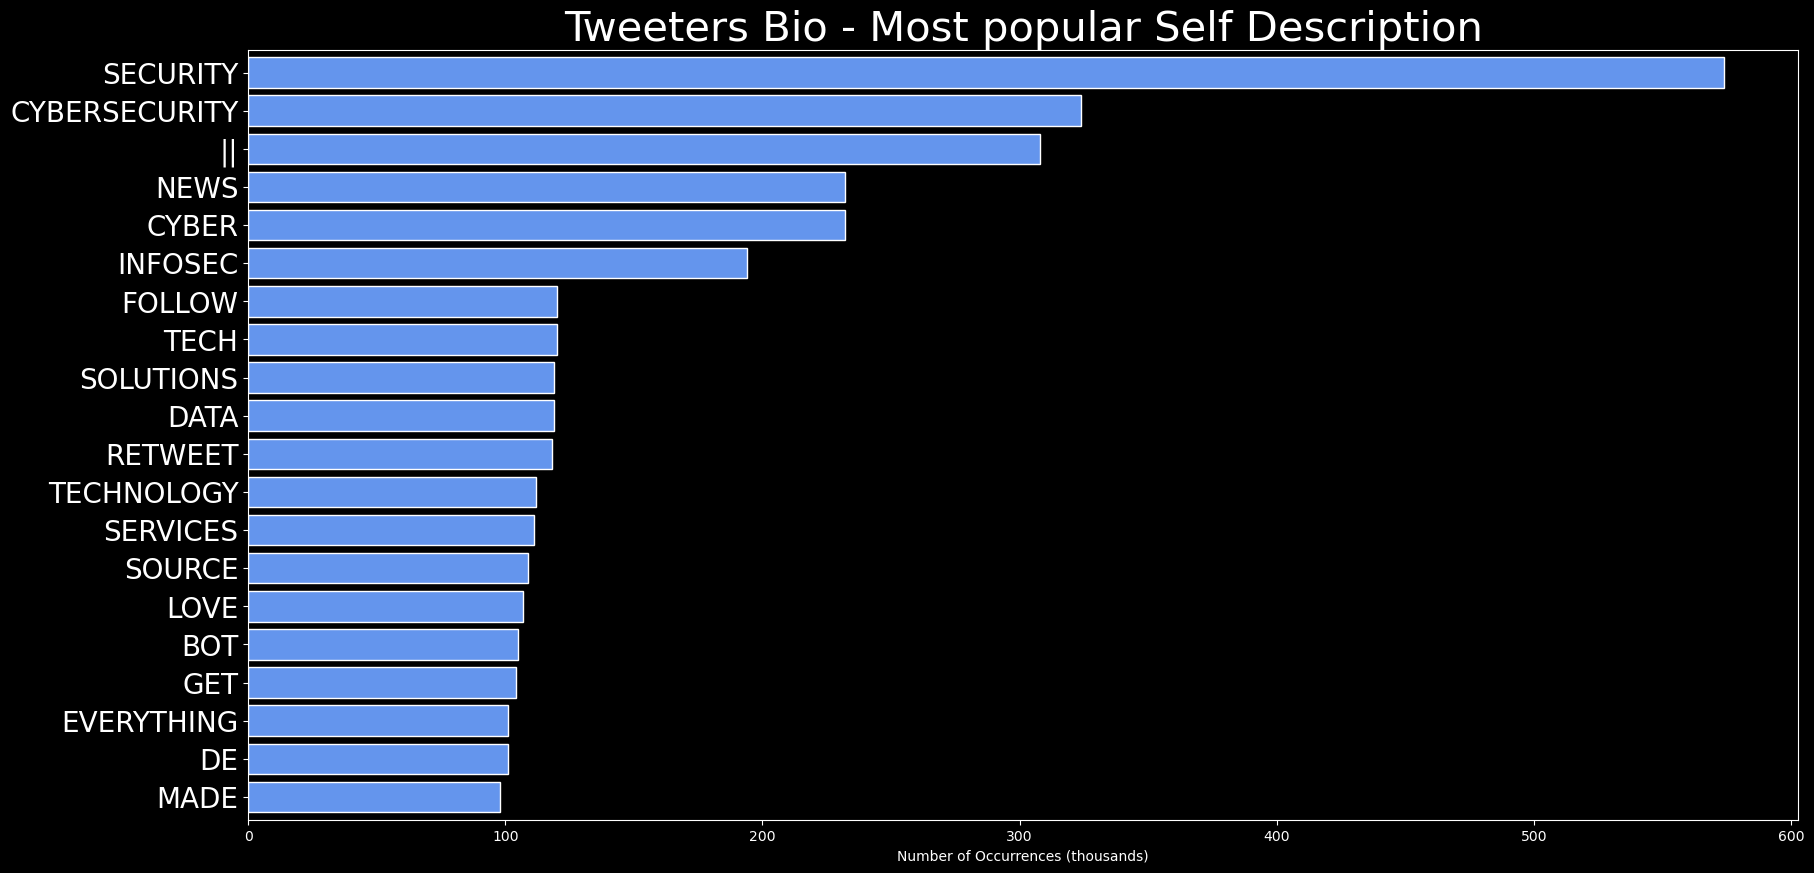 Tweeters Bio - Most popular Self Description
SECURITY
CYBERSECURITY
||
NEWS
CYBER
INFOSEC
FOLLOW
TECH
SOLUTIONS
DATA
RETWEET
TECHNOLOGY
SERVICES
SOURCE
LOVE
BOT
GET
EVERYTHING
DE
MADE
0 100 200 300 400 500 600
Number of Occurrences (thousands)